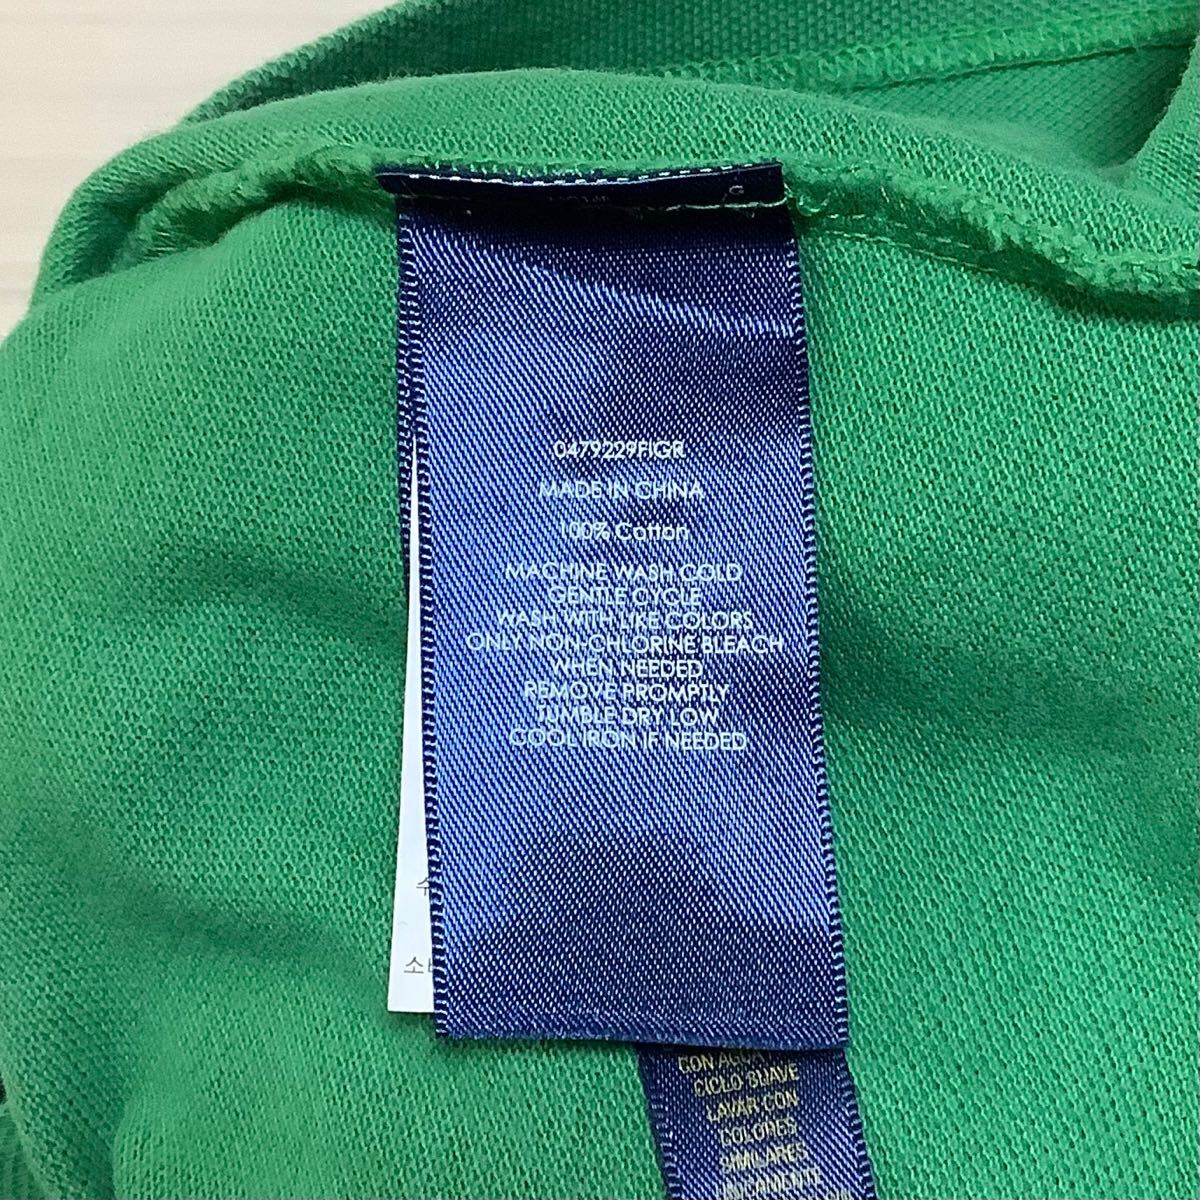 0479229FIGR
MADE IN CHINA
100% Cotton
MACHINE WASH COLD
GENTLE CYCLE
WASH WITH LIKE COLORS
ONLY NON-CHLORINE BLEACH
WHEN NEEDED
REMOVE PROMPTLY
TUMBLE DRY LOW
COOL IRON IF NEEDED
CON AGUA
CICLO SUAVE
LAVAR CON
COLORES
SIMILARES